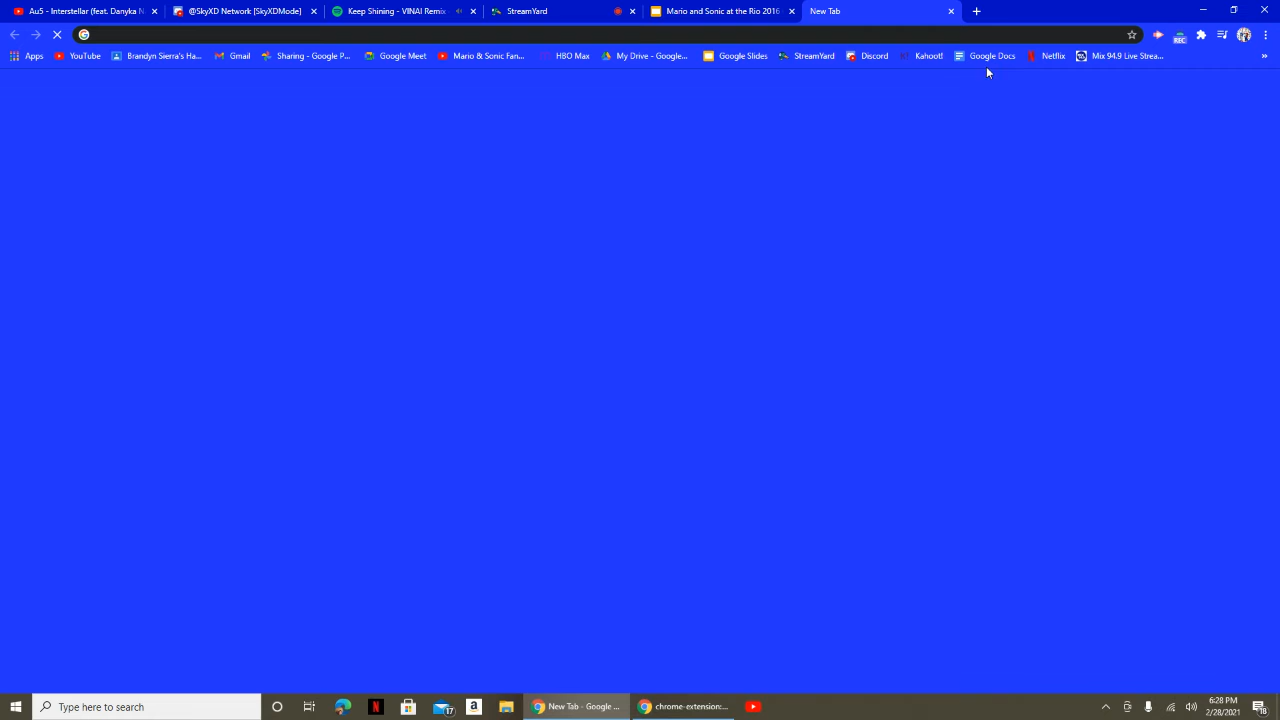 Au5 - Interstellar (feat. Danyka N
@SkyXD Network [SkyXDMode]
Keep Shining - VINAI Remix
StreamYard
Mario and Sonic at the Rio 2016
New Tab
REC
Apps
YouTube
Brandyn Sierra's Ha...
Gmail
Sharing - Google P...
Google Meet
Mario & Sonic Fan...
HBO Max
My Drive - Google...
Google Slides
StreamYard
Discord
K!
Kahoot!
Google Docs
Netflix
Mix 94.9 Live Strea...
»
Type here to search
17
New Tab - Google ...
chrome-extension:...
6:28 PM
2/28/2021